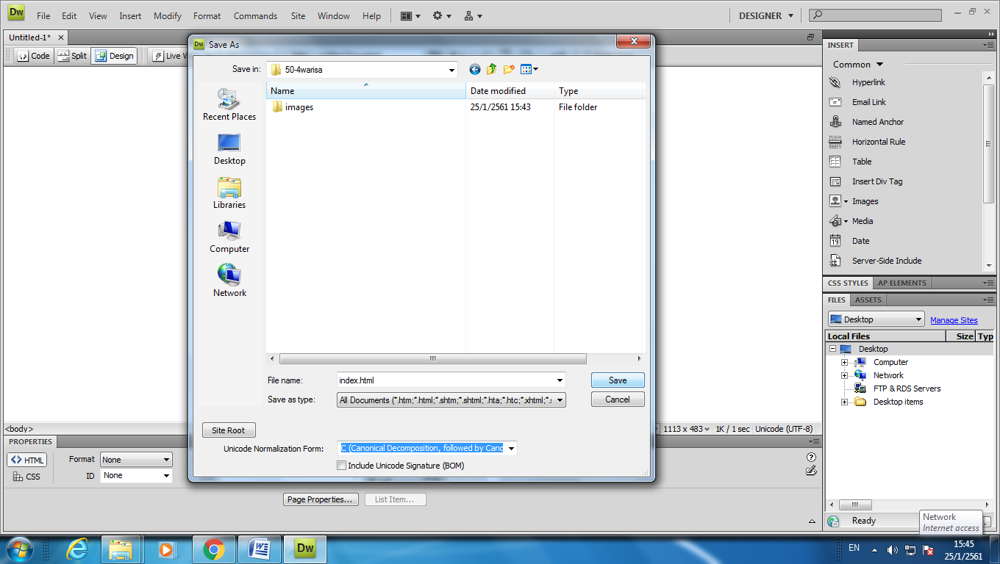 Dw File Edit View Insert Modify Format Commands Site Window Help DESIGNER
Untitled-1*
Code Split Design Live V
Save As
Save in: 50-4warisa
Name Date modified Type
images 25/1/2561 15:43 File folder
Recent Places
Desktop
Libraries
Computer
Network
File name: index.html Save
Save as type: All Documents (*.htm;*.html;*.shtm;*.shtml;*.hta;*.htc;*.xhtml;*.s Cancel
Site Root
Unicode Normalization Form: C (Canonical Decomposition, followed by Canc
Include Unicode Signature (BOM)
INSERT
Common
Hyperlink
Email Link
Named Anchor
Horizontal Rule
Table
Insert Div Tag
Images
Media
19 Date
Server-Side Include
CSS STYLES AP ELEMENTS
FILES ASSETS
Desktop Manage Sites
Local Files Size Typ
Desktop
Computer
Network
FTP & RDS Servers
Desktop items
Ready
Network
Internet access
<body> 1113 x 483 1K / 1 sec Unicode (UTF-8)
PROPERTIES
HTML Format None
CSS ID None
Page Properties... List Item...
Dw EN 15:45
25/1/2561